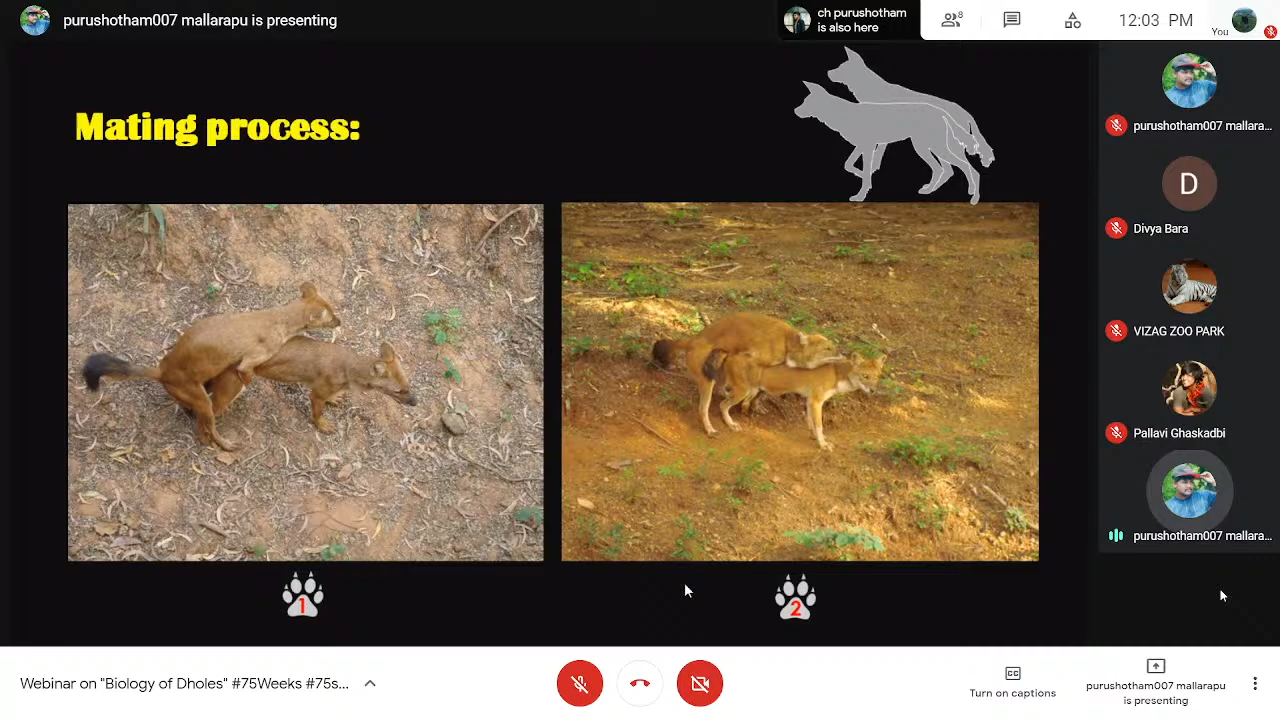 purushotham007 mallarapu is presenting
ch purushotham
is also here
8
12:03 PM
You
Mating process:
purushotham007 mallara...
D
Divya Bara
VIZAG ZOO PARK
Pallavi Ghaskadbi
purushotham007 mallara...
1
2
Webinar on "Biology of Dholes" #75Weeks #75s...
CC
Turn on captions
purushotham007 mallarapu
is presenting